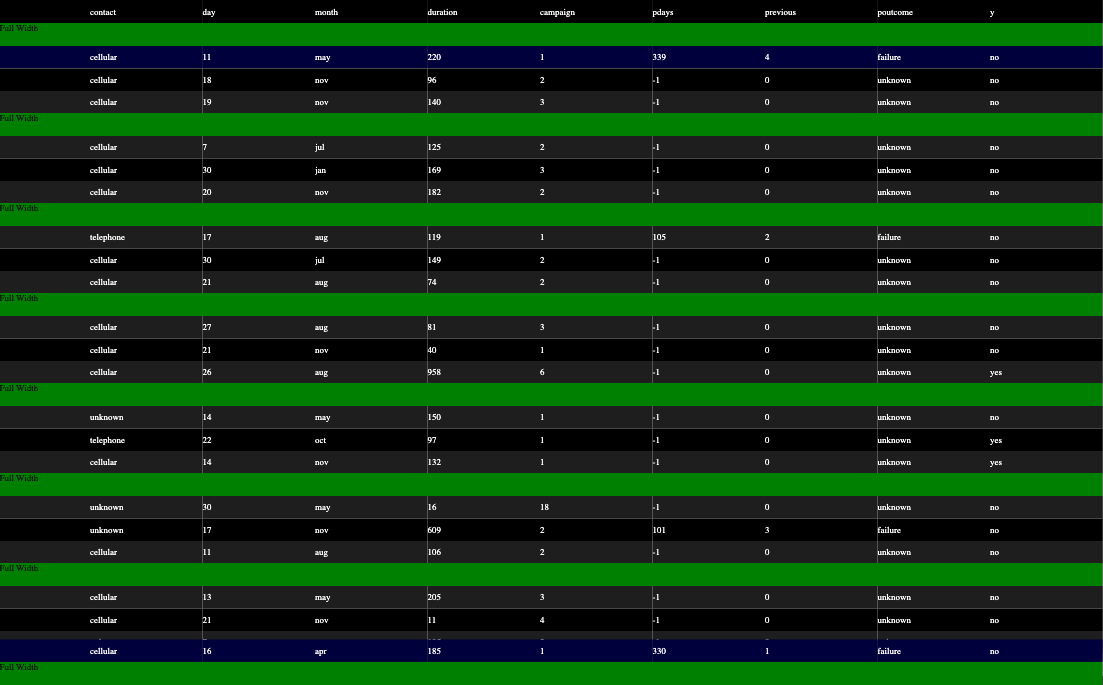 contact day month duration campaign pdays previous poutcome y
Full Width
cellular 11 may 220 1 339 4 failure no
cellular 18 nov 96 2 -1 0 unknown no
cellular 19 nov 140 3 -1 0 unknown no
Full Width
cellular 7 jul 125 2 -1 0 unknown no
cellular 30 jan 169 3 -1 0 unknown no
cellular 20 nov 182 2 -1 0 unknown no
Full Width
telephone 17 aug 119 1 105 2 failure no
cellular 30 jul 149 2 -1 0 unknown no
cellular 21 aug 74 2 -1 0 unknown no
Full Width
cellular 27 aug 81 3 -1 0 unknown no
cellular 21 nov 40 1 -1 0 unknown no
cellular 26 aug 958 6 -1 0 unknown yes
Full Width
unknown 14 may 150 1 -1 0 unknown no
telephone 22 oct 97 1 -1 0 unknown yes
cellular 14 nov 132 1 -1 0 unknown yes
Full Width
unknown 30 may 16 18 -1 0 unknown no
unknown 17 nov 609 2 101 3 failure no
cellular 11 aug 106 2 -1 0 unknown no
Full Width
cellular 13 may 205 3 -1 0 unknown no
cellular 21 nov 11 4 -1 0 unknown no
cellular 16 apr 185 1 330 1 failure no
Full Width